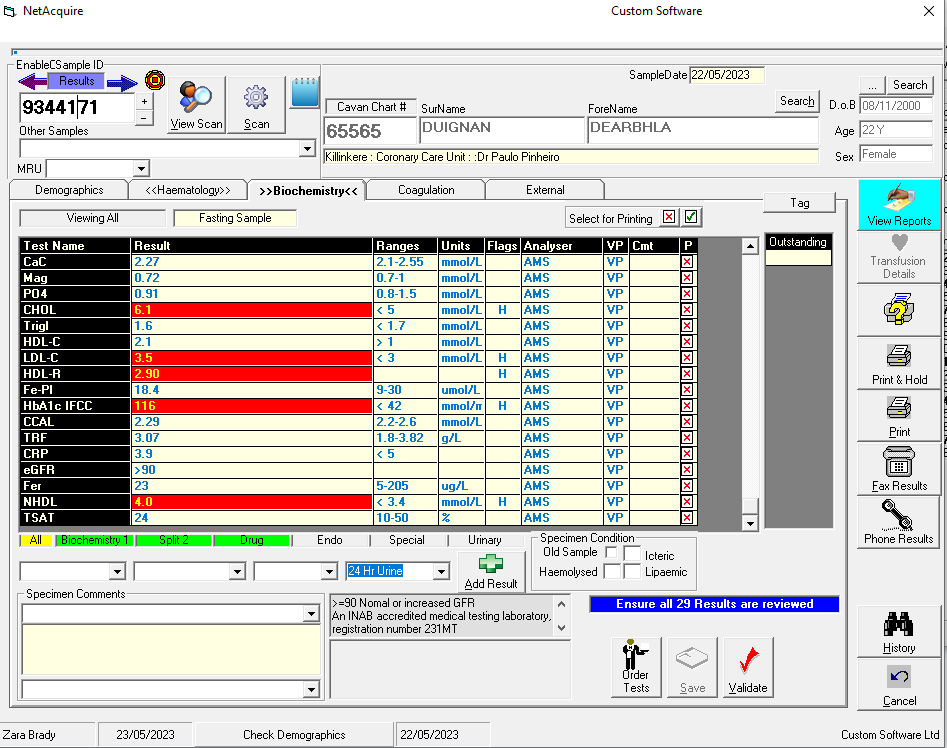 NetAcquire Custom Software
EnableCSample ID
Results
9344171
+
-
Other Samples
MRU
View Scan
Scan
SampleDate 22/05/2023
Cavan Chart # SurName ForeName Search
65565 DUIGNAN DEARBHLA
Killinkere : Coronary Care Unit : :Dr Paulo Pinheiro
... Search
D.o.B 08/11/2000
Age 22 Y
Sex Female
Demographics <<Haematology>> >>Biochemistry<< Coagulation External
Viewing All Fasting Sample Select for Printing
Tag
Test Name Result Ranges Units Flags Analyser VP Cmt P
CaC 2.27 2.1-2.55 mmol/L AMS VP
Mag 0.72 0.7-1 mmol/L AMS VP
PO4 0.91 0.8-1.5 mmol/L AMS VP
CHOL 6.1 < 5 mmol/L H AMS VP
Trigl 1.6 < 1.7 mmol/L AMS VP
HDL-C 2.1 > 1 mmol/L AMS VP
LDL-C 3.5 < 3 mmol/L H AMS VP
HDL-R 2.90 H AMS VP
Fe-Pl 18.4 9-30 umol/L AMS VP
HbA1c IFCC 116 < 42 mmol/m H AMS VP
CCAL 2.29 2.2-2.6 mmol/L AMS VP
TRF 3.07 1.8-3.82 g/L AMS VP
CRP 3.9 < 5 AMS VP
eGFR >90 AMS VP
Fer 23 5-205 ug/L AMS VP
NHDL 4.0 < 3.4 mmol/L H AMS VP
TSAT 24 10-50 % AMS VP
Outstanding
All Biochemistry 1 Split 2 Drug Endo Special Urinary
24 Hr Urine
Add Result
Specimen Condition
Old Sample Icteric
Haemolysed Lipaemic
Specimen Comments
>=90 Nomal or increased GFR
An INAB accredited medical testing laboratory,
registration number 231MT
Ensure all 29 Results are reviewed
Order Tests
Save
Validate
View Reports
Transfusion Details
Print & Hold
Print
Fax Results
Phone Results
History
Cancel
Zara Brady 23/05/2023 Check Demographics 22/05/2023 Custom Software Ltd